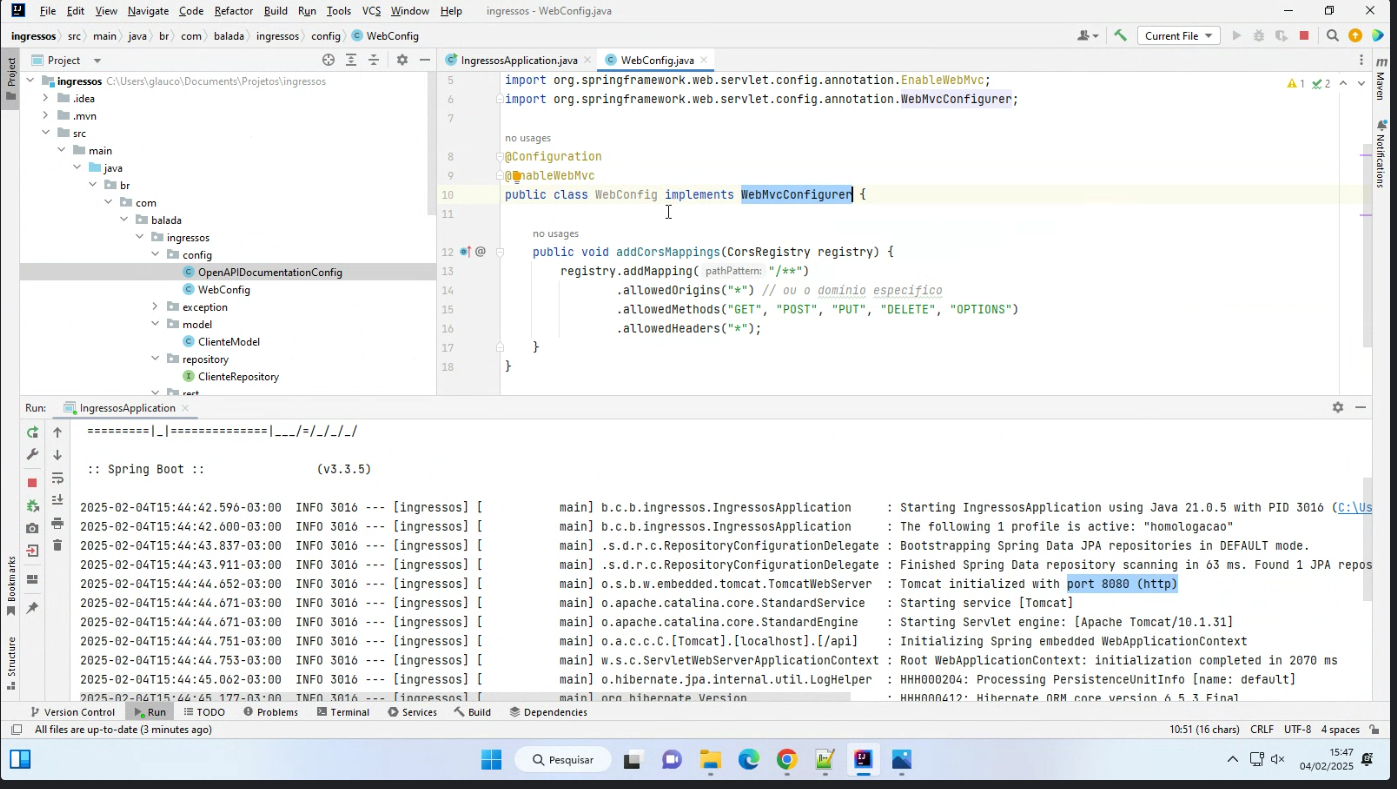 File Edit View Navigate Code Refactor Build Run Tools VCS Window Help ingressos - WebConfig.java
ingressos src main java br com balada ingressos config WebConfig Current File
Project IngressosApplication.java WebConfig.java
ingressos C:\Users\glauco\Documents\Projetos\ingressos
.idea
.mvn
src
main
java
br
com
balada
ingressos
config
OpenAPIDocumentationConfig
WebConfig
exception
model
ClienteModel
repository
ClienteRepository
rest
5 import org.springframework.web.servlet.config.annotation.EnableWebMvc;
1 2
6 import org.springframework.web.servlet.config.annotation.WebMvcConfigurer;
7
no usages
8 @Configuration
9 @EnableWebMvc
10 public class WebConfig implements WebMvcConfigurer {
11
no usages
12 @ public void addCorsMappings(CorsRegistry registry) {
13 registry.addMapping( pathPattern: "/**")
14 .allowedOrigins("*") // ou o domínio específico
15 .allowedMethods("GET", "POST", "PUT", "DELETE", "OPTIONS")
16 .allowedHeaders("*");
17 }
18 }
Project
Bookmarks
Structure
Maven
Notifications
Run: IngressosApplication
=========|_|==============|___/=/_/_/_/
:: Spring Boot :: (v3.3.5)
2025-02-04T15:44:42.596-03:00 INFO 3016 --- [ingressos] [ main] b.c.b.ingressos.IngressosApplication : Starting IngressosApplication using Java 21.0.5 with PID 3016 (C:\Us
2025-02-04T15:44:42.600-03:00 INFO 3016 --- [ingressos] [ main] b.c.b.ingressos.IngressosApplication : The following 1 profile is active: "homologacao"
2025-02-04T15:44:43.837-03:00 INFO 3016 --- [ingressos] [ main] .s.d.r.c.RepositoryConfigurationDelegate : Bootstrapping Spring Data JPA repositories in DEFAULT mode.
2025-02-04T15:44:43.911-03:00 INFO 3016 --- [ingressos] [ main] .s.d.r.c.RepositoryConfigurationDelegate : Finished Spring Data repository scanning in 63 ms. Found 1 JPA repos
2025-02-04T15:44:44.652-03:00 INFO 3016 --- [ingressos] [ main] o.s.b.w.embedded.tomcat.TomcatWebServer : Tomcat initialized with port 8080 (http)
2025-02-04T15:44:44.671-03:00 INFO 3016 --- [ingressos] [ main] o.apache.catalina.core.StandardService : Starting service [Tomcat]
2025-02-04T15:44:44.671-03:00 INFO 3016 --- [ingressos] [ main] o.apache.catalina.core.StandardEngine : Starting Servlet engine: [Apache Tomcat/10.1.31]
2025-02-04T15:44:44.751-03:00 INFO 3016 --- [ingressos] [ main] o.a.c.c.C.[Tomcat].[localhost].[/api] : Initializing Spring embedded WebApplicationContext
2025-02-04T15:44:44.753-03:00 INFO 3016 --- [ingressos] [ main] w.s.c.ServletWebServerApplicationContext : Root WebApplicationContext: initialization completed in 2070 ms
2025-02-04T15:44:45.062-03:00 INFO 3016 --- [ingressos] [ main] o.hibernate.jpa.internal.util.LogHelper : HHH000204: Processing PersistenceUnitInfo [name: default]
2025-02-04T15:44:45.177-03:00 INFO 3016 --- [ingressos] [ main] org.hibernate.Version : HHH000412: Hibernate ORM core version 6.5.3.Final
Version Control Run TODO Problems Terminal Services Build Dependencies
All files are up-to-date (3 minutes ago) 10:51 (16 chars) CRLF UTF-8 4 spaces
Pesquisar
15:47
04/02/2025